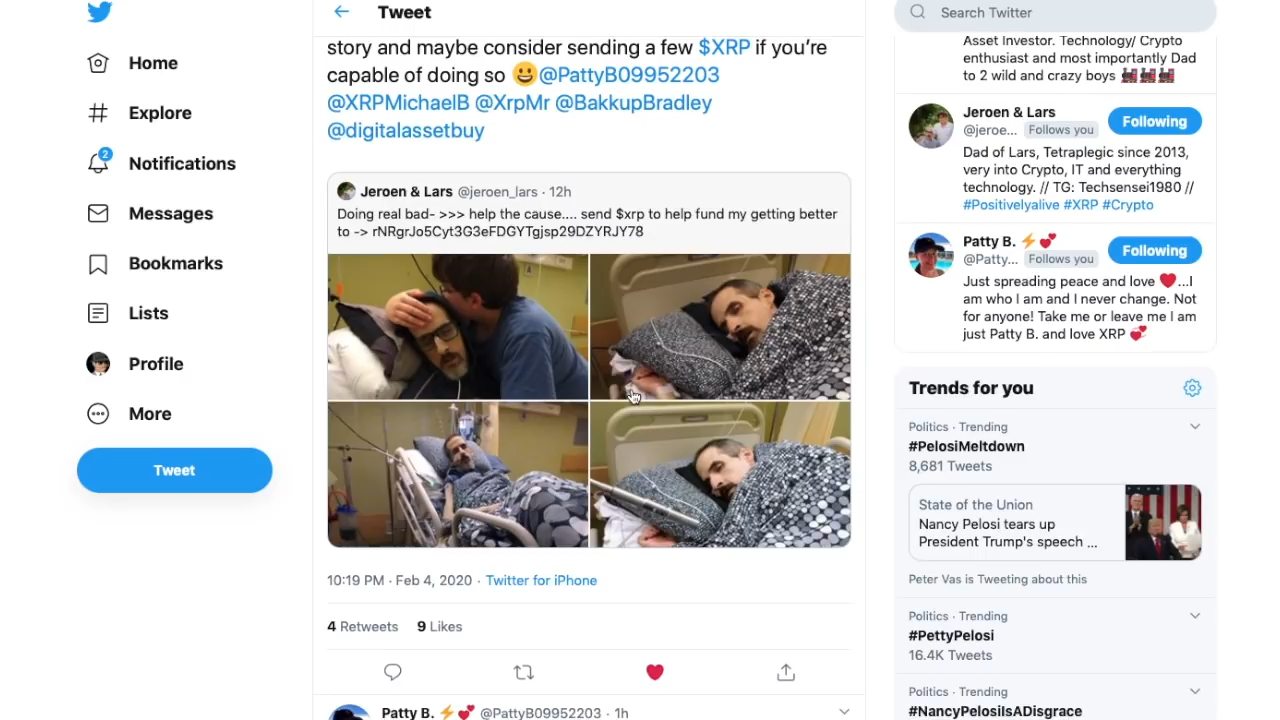 Home
Explore
2
Notifications
Messages
Bookmarks
Lists
Profile
More
Tweet
Tweet
story and maybe consider sending a few $XRP if you're
capable of doing so 😀@PattyB09952203
@XRPMichaelB @XrpMr @BakkupBradley
@digitalassetbuy
Jeroen & Lars @jeroen_lars · 12h
Doing real bad- >>> help the cause.... send $xrp to help fund my getting better
to -> rNRgrJo5Cyt3G3eFDGYTgjsp29DZYRJY78
10:19 PM · Feb 4, 2020 · Twitter for iPhone
4 Retweets 9 Likes
Patty B. ⚡💕 @PattyB09952203 · 1h
Search Twitter
Asset Investor. Technology/ Crypto
enthusiast and most importantly Dad
to 2 wild and crazy boys 🚂🚂🚂
Jeroen & Lars
@jeroe... Follows you
Following
Dad of Lars, Tetraplegic since 2013,
very into Crypto, IT and everything
technology. // TG: Techsensei1980 //
#Positivelyalive #XRP #Crypto
Patty B. ⚡💕
@Patty... Follows you
Following
Just spreading peace and love ❤️...I
am who I am and I never change. Not
for anyone! Take me or leave me I am
just Patty B. and love XRP 💞
Trends for you
Politics · Trending
#PelosiMeltdown
8,681 Tweets
State of the Union
Nancy Pelosi tears up
President Trump's speech ...
Peter Vas is Tweeting about this
Politics · Trending
#PettyPelosi
16.4K Tweets
Politics · Trending
#NancyPelosiIsADisgrace